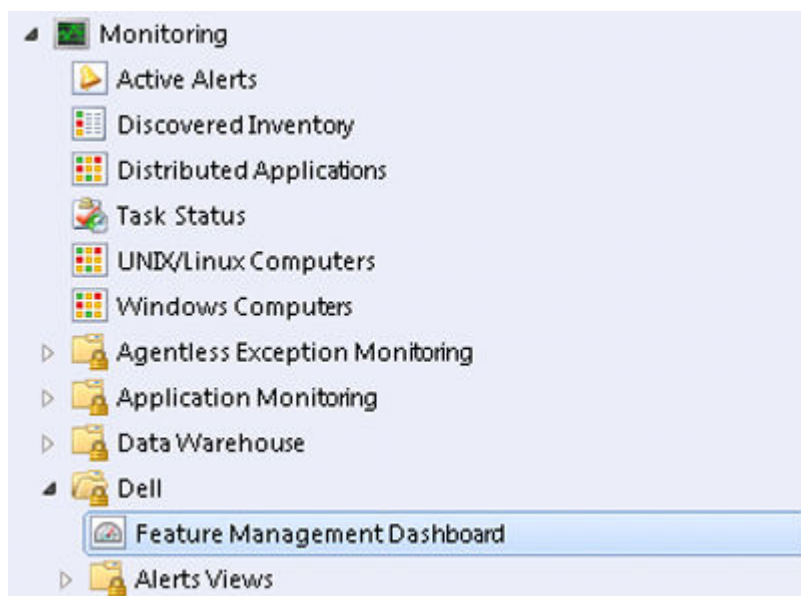 Monitoring
Active Alerts
Discovered Inventory
Distributed Applications
Task Status
UNIX/Linux Computers
Windows Computers
Agentless Exception Monitoring
Application Monitoring
Data Warehouse
Dell
Feature Management Dashboard
Alerts Views